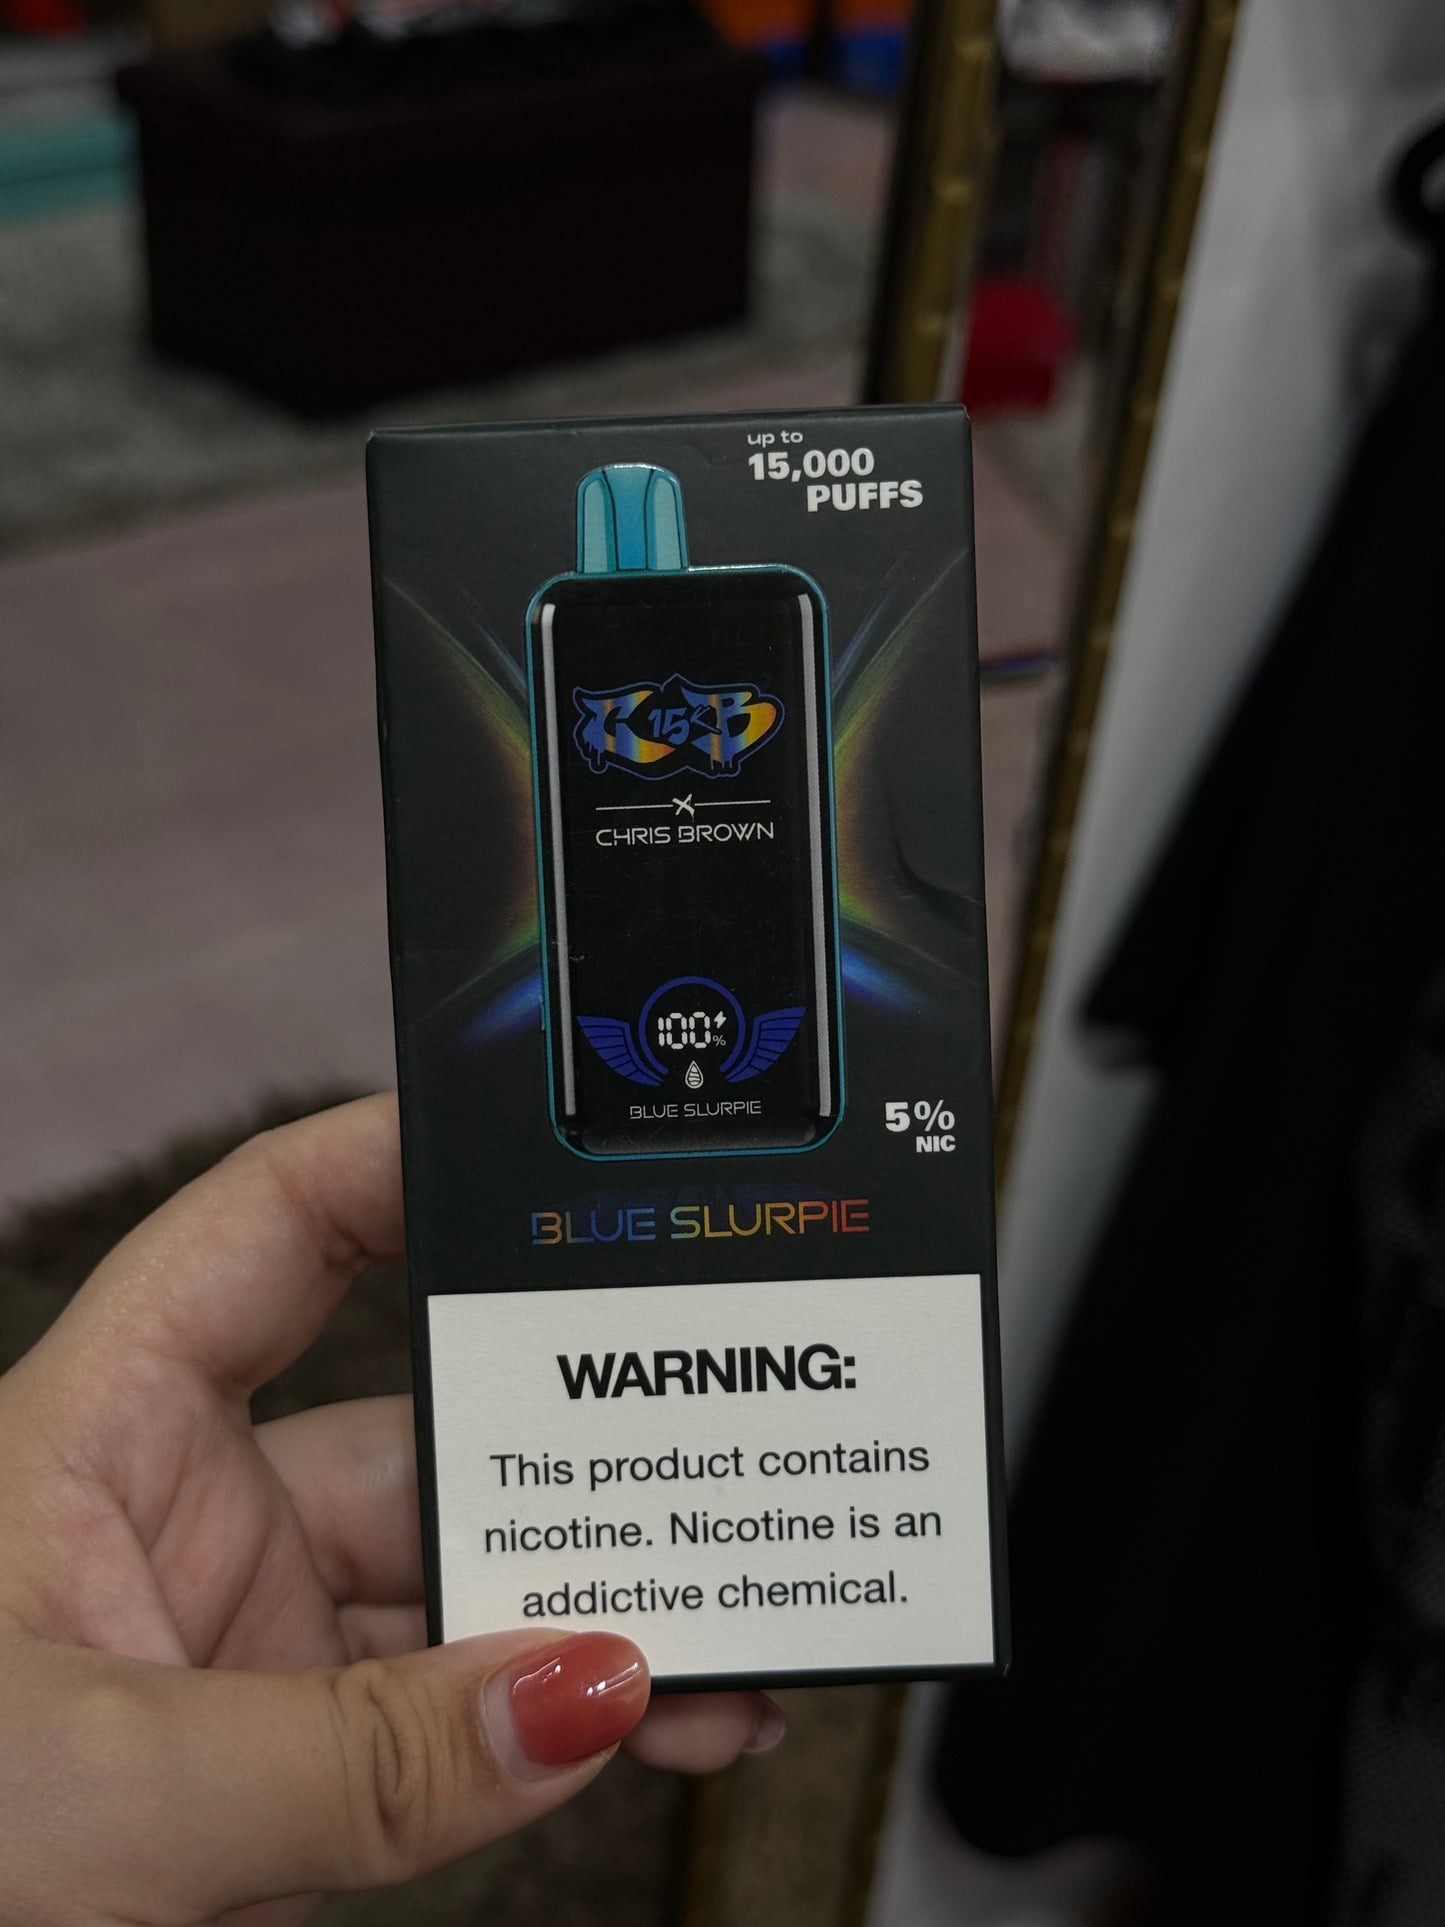 up to
15,000
PUFFS
C 15K B
X
CHRIS BROWN
100%
BLUE SLURPIE
5%
NIC
BLUE SLURPIE
WARNING:
This product contains
nicotine. Nicotine is an
addictive chemical.